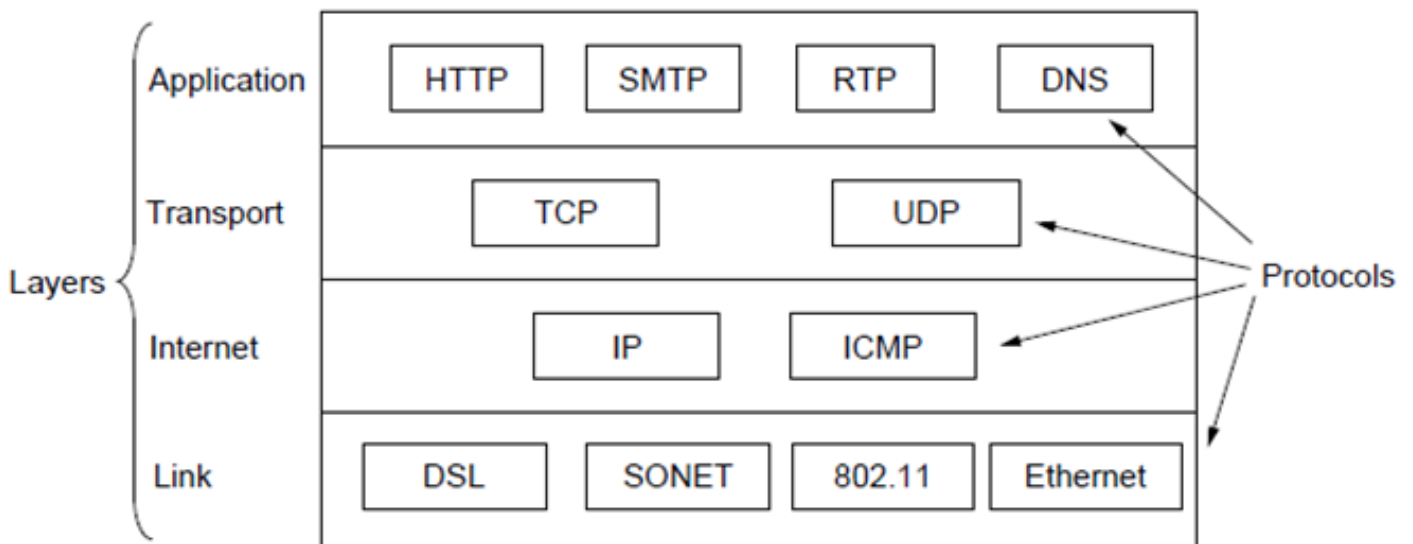 Application HTTP SMTP RTP DNS
Transport TCP UDP
Layers Protocols
Internet IP ICMP
Link DSL SONET 802.11 Ethernet